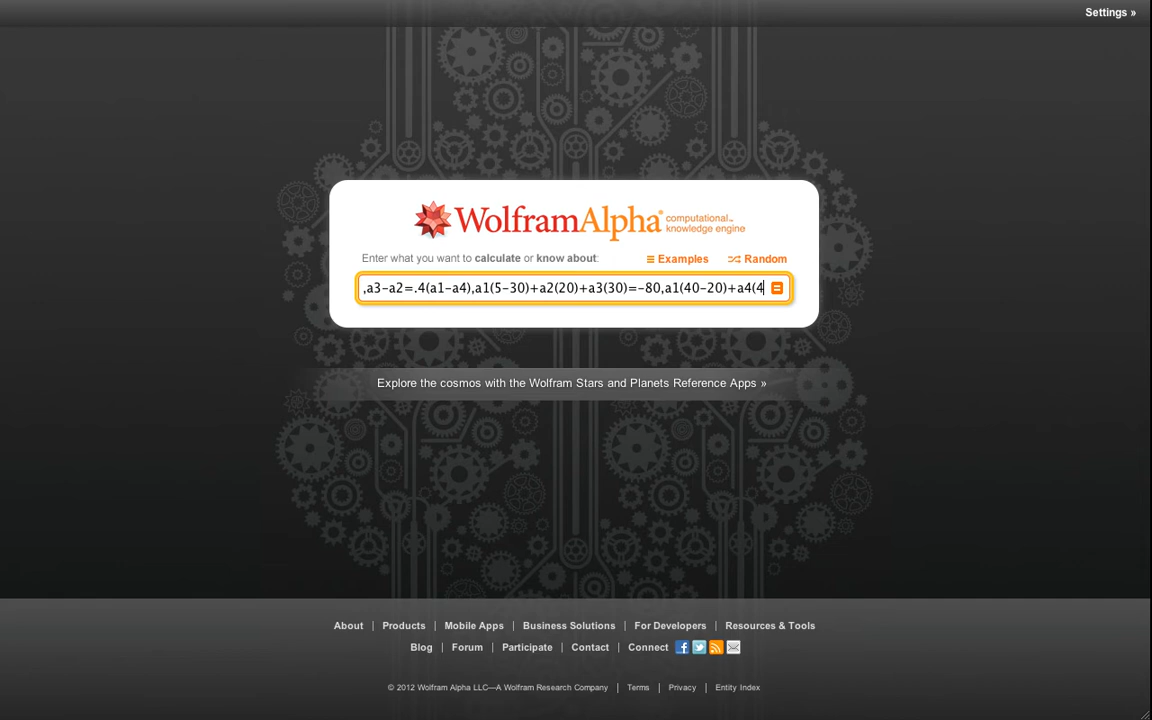 Settings »
WolframAlpha computational™ knowledge engine
Enter what you want to calculate or know about:
Examples
Random
,a3-a2=.4(a1-a4),a1(5-30)+a2(20)+a3(30)=-80,a1(40-20)+a4(4
Explore the cosmos with the Wolfram Stars and Planets Reference Apps »
About | Products | Mobile Apps | Business Solutions | For Developers | Resources & Tools
Blog | Forum | Participate | Contact | Connect
© 2012 Wolfram Alpha LLC—A Wolfram Research Company | Terms | Privacy | Entity Index